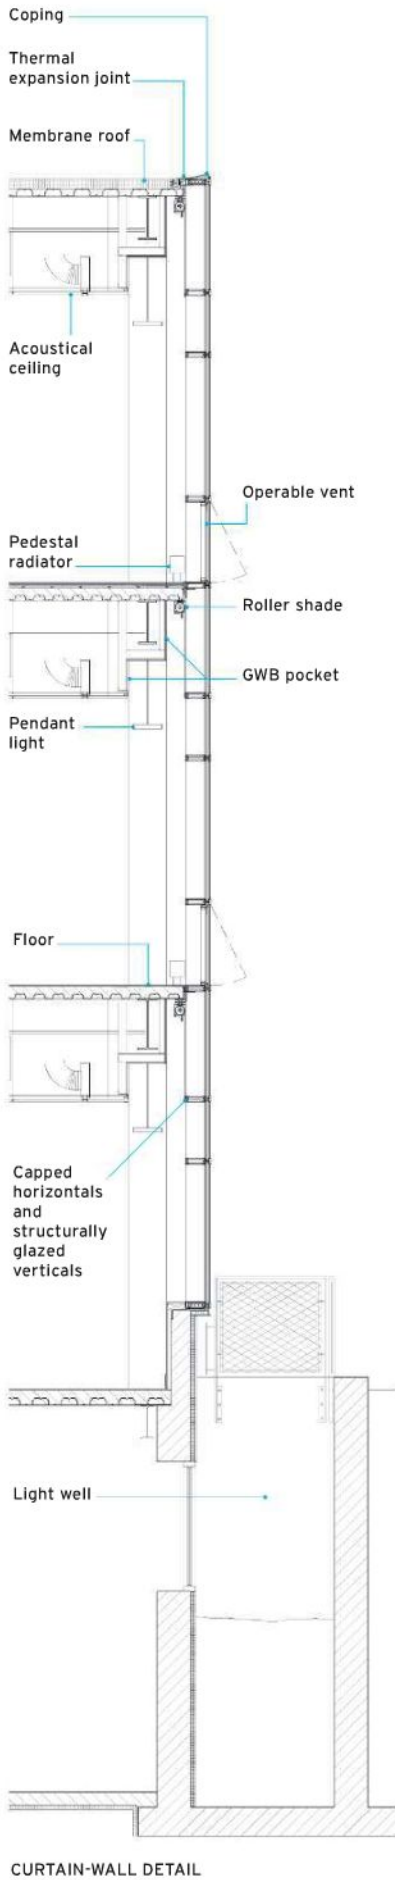 Coping
Thermal
expansion joint
Membrane roof
Acoustical
ceiling
Operable vent
Pedestal
radiator
Roller shade
GWB pocket
Pendant
light
Floor
Capped
horizontals
and
structurally
glazed
verticals
Light well
CURTAIN-WALL DETAIL